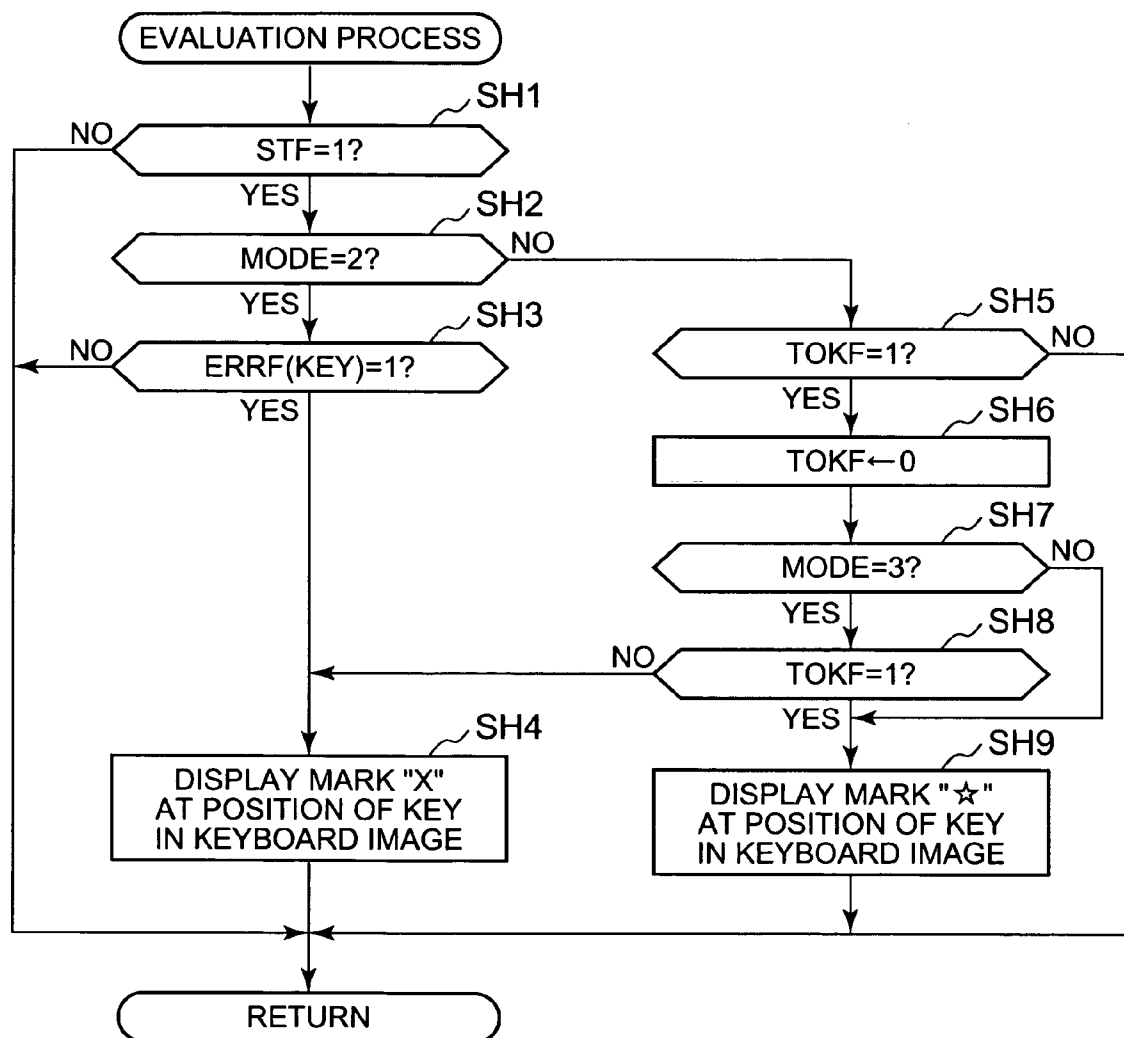 EVALUATION PROCESS
SH1
NO
STF=1?
YES
SH2
MODE=2?
NO
YES
SH3
NO
ERRF(KEY)=1?
YES
SH5
TOKF=1?
NO
YES
SH6
TOKF←0
SH7
MODE=3?
NO
YES
SH8
NO
TOKF=1?
YES
SH4
DISPLAY MARK "X"
AT POSITION OF KEY
IN KEYBOARD IMAGE
SH9
DISPLAY MARK "☆"
AT POSITION OF KEY
IN KEYBOARD IMAGE
RETURN